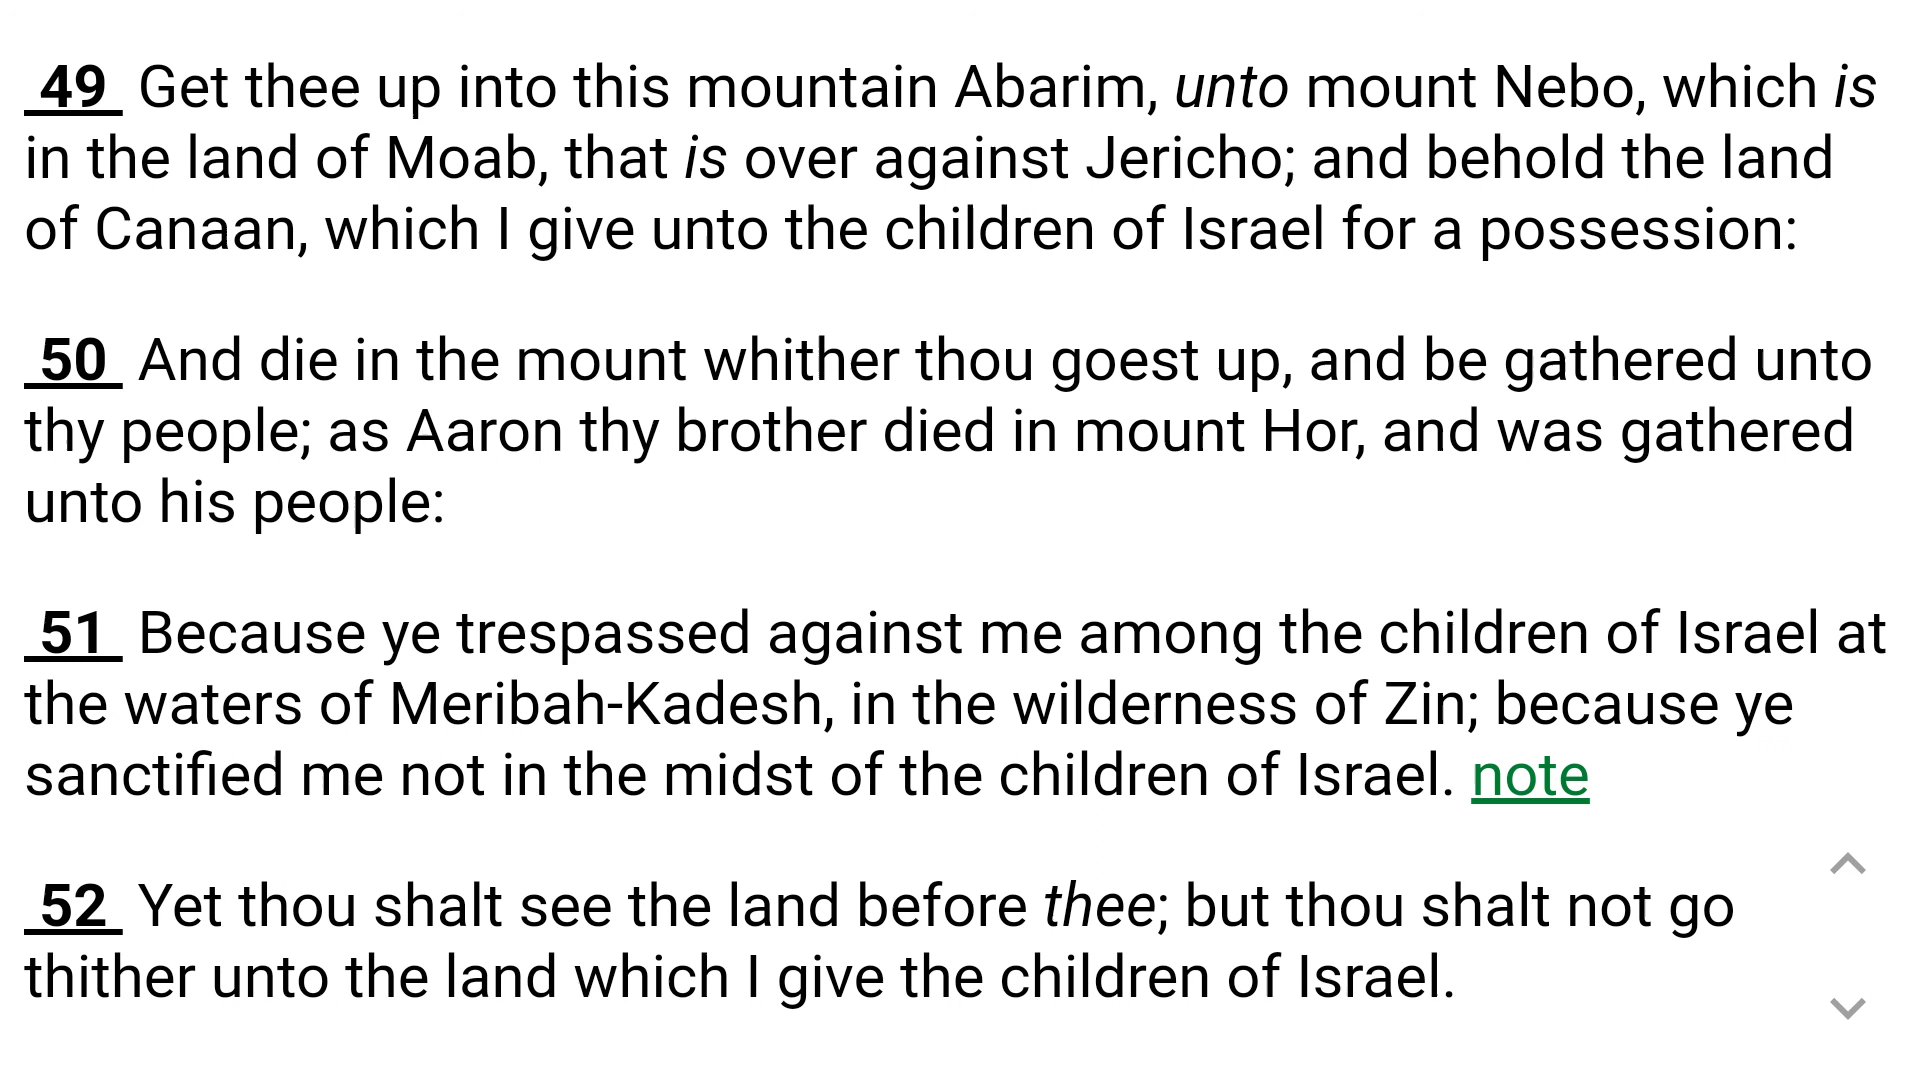 49 Get thee up into this mountain Abarim, unto mount Nebo, which is
in the land of Moab, that is over against Jericho; and behold the land
of Canaan, which I give unto the children of Israel for a possession:
50 And die in the mount whither thou goest up, and be gathered unto
thy people; as Aaron thy brother died in mount Hor, and was gathered
unto his people:
51 Because ye trespassed against me among the children of Israel at
the waters of Meribah-Kadesh, in the wilderness of Zin; because ye
sanctified me not in the midst of the children of Israel. note
52 Yet thou shalt see the land before thee; but thou shalt not go
thither unto the land which I give the children of Israel.